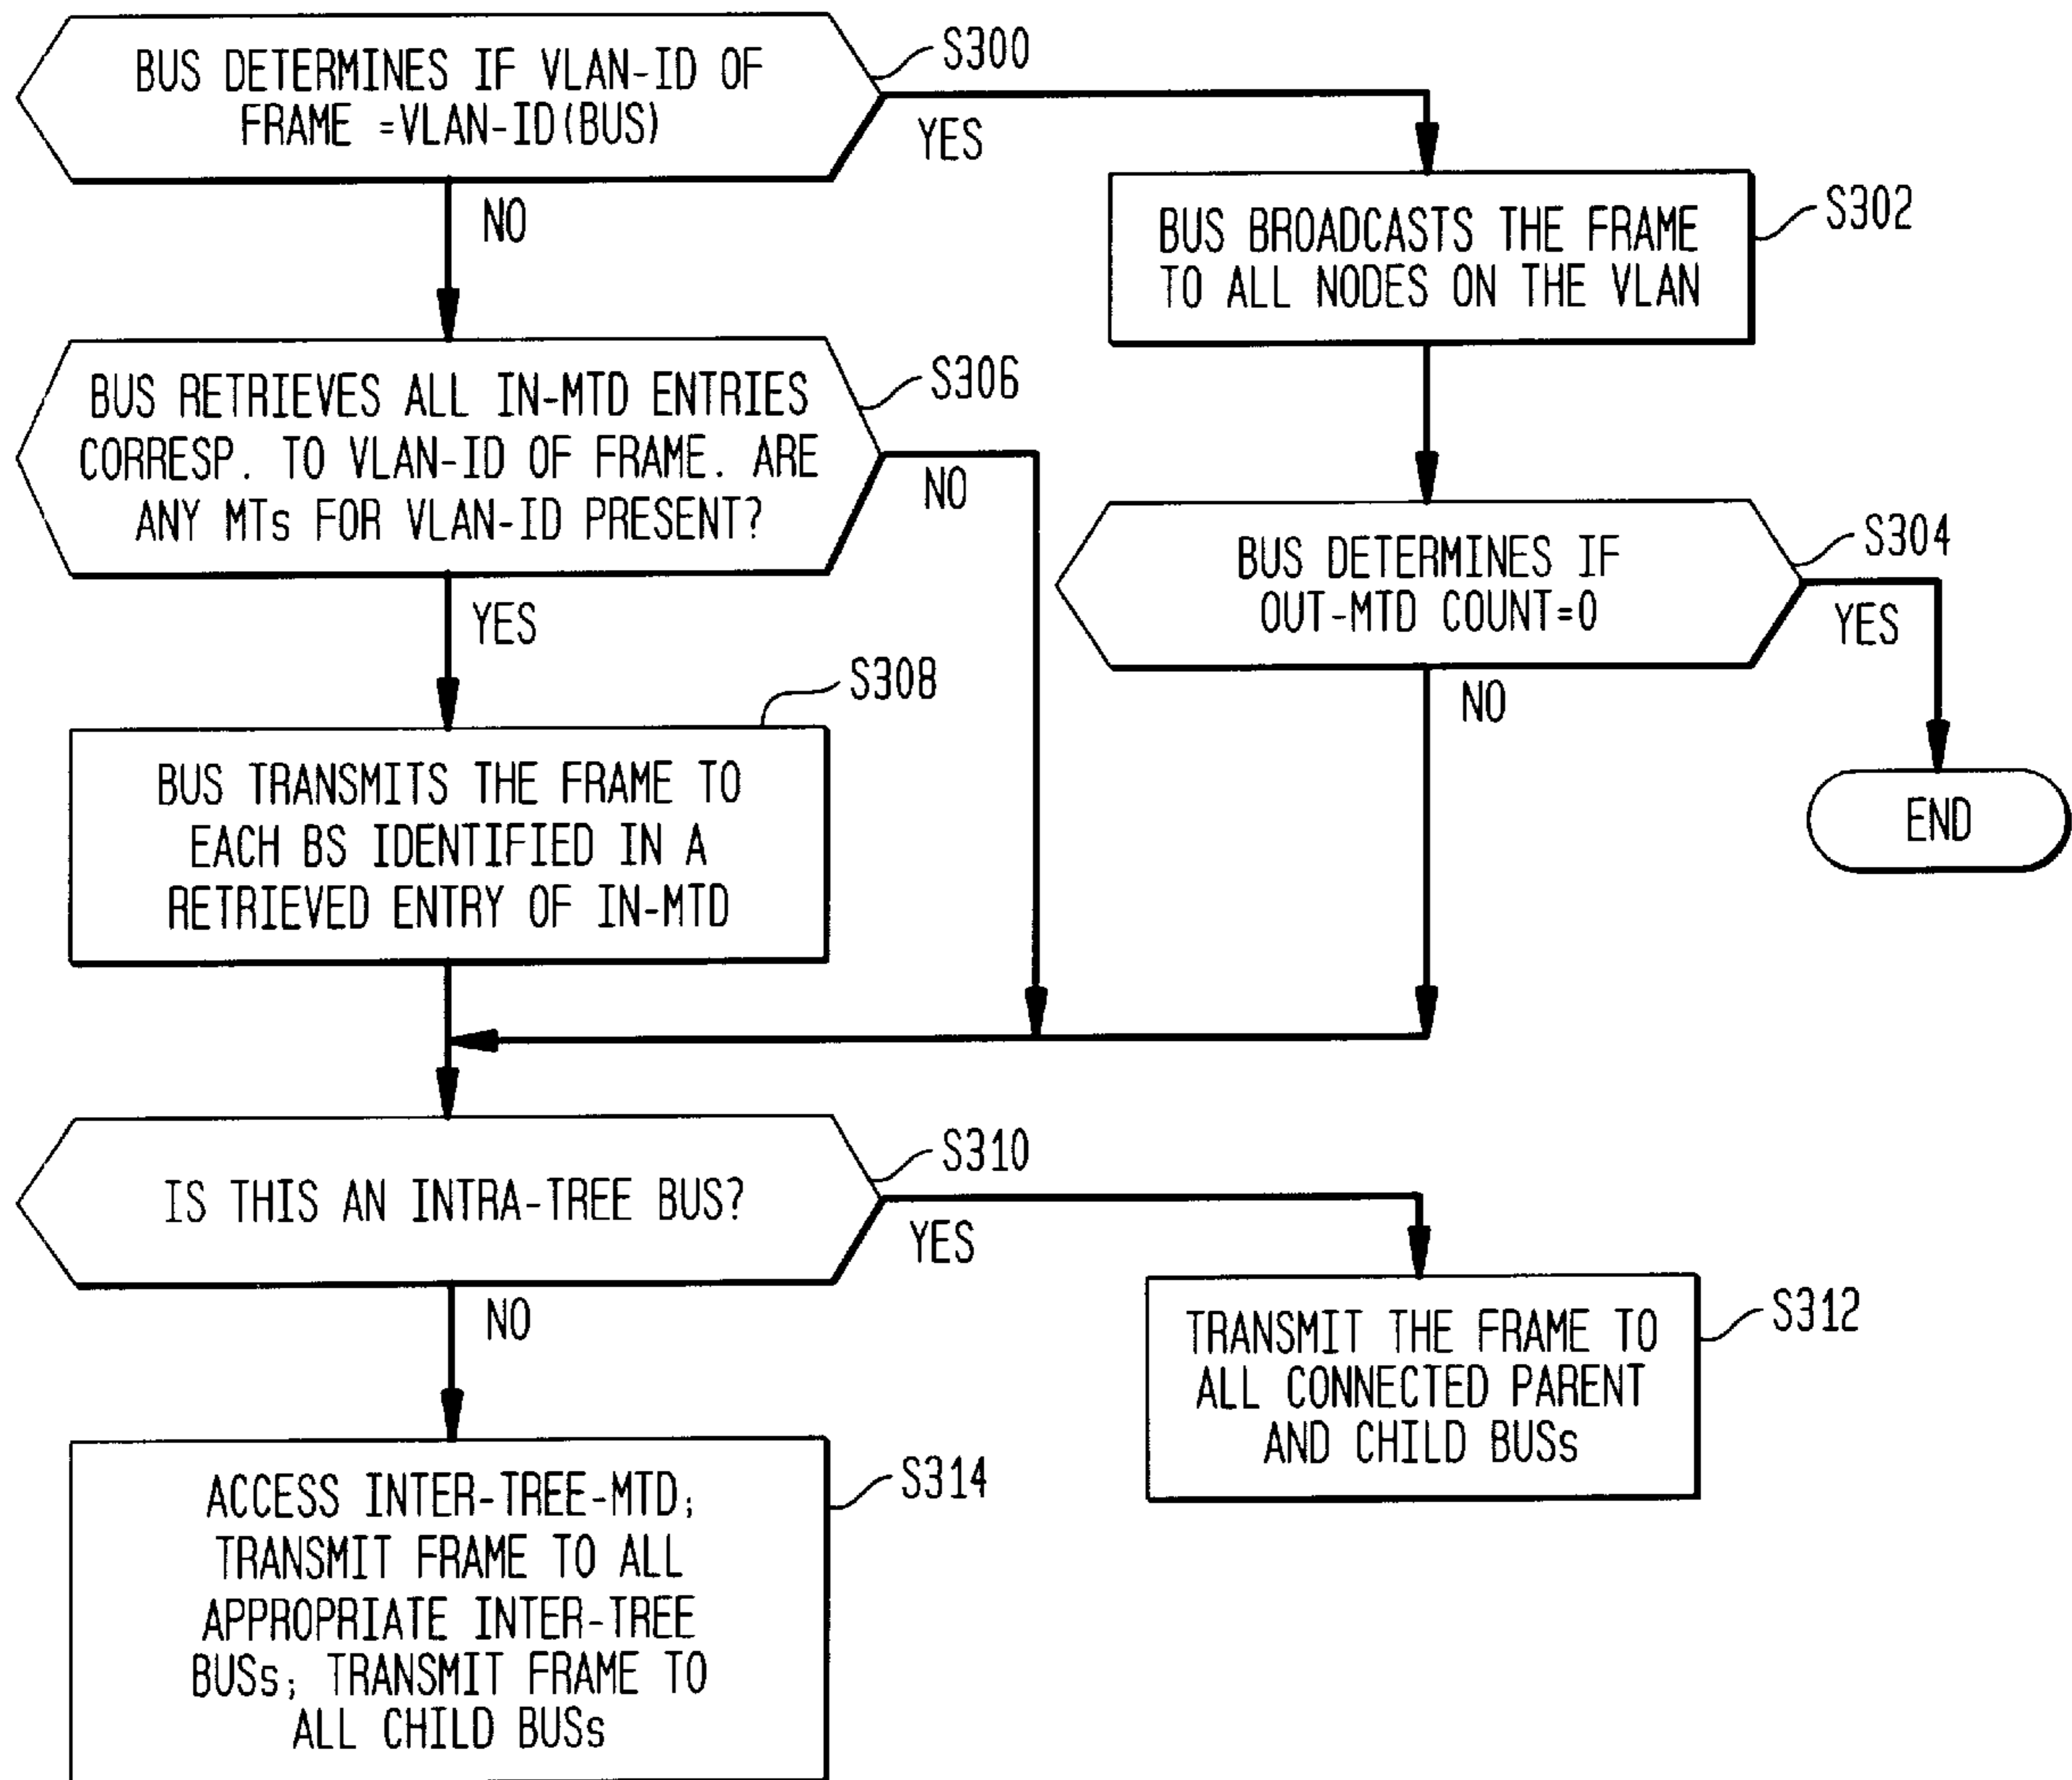 BUS DETERMINES IF VLAN-ID OF
FRAME =VLAN-ID(BUS)
S300
YES
NO
BUS BROADCASTS THE FRAME
TO ALL NODES ON THE VLAN
S302
BUS RETRIEVES ALL IN-MTD ENTRIES
CORRESP. TO VLAN-ID OF FRAME. ARE
ANY MTs FOR VLAN-ID PRESENT?
S306
NO
YES
BUS DETERMINES IF
OUT-MTD COUNT=0
S304
YES
NO
END
BUS TRANSMITS THE FRAME TO
EACH BS IDENTIFIED IN A
RETRIEVED ENTRY OF IN-MTD
S308
IS THIS AN INTRA-TREE BUS?
S310
YES
NO
TRANSMIT THE FRAME TO
ALL CONNECTED PARENT
AND CHILD BUSs
S312
ACCESS INTER-TREE-MTD;
TRANSMIT FRAME TO ALL
APPROPRIATE INTER-TREE
BUSs; TRANSMIT FRAME TO
ALL CHILD BUSs
S314